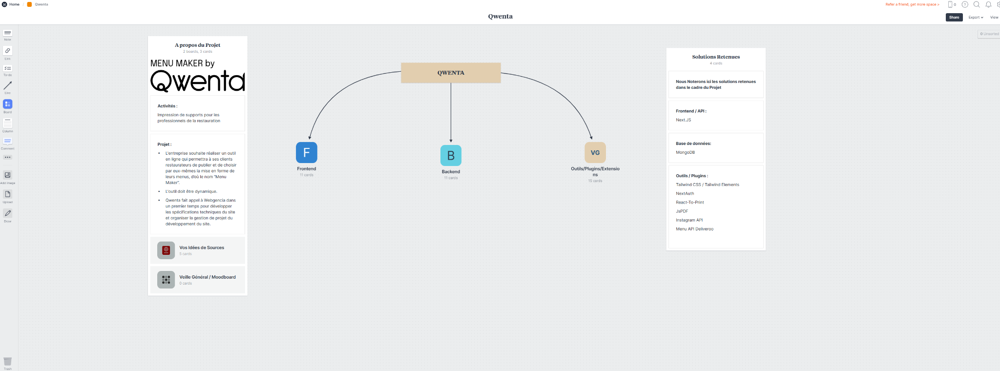 Home / Qwenta
Refer a friend, get more space >
0
Qwenta
Share
Export
View
0 Unsorted
Note
Link
To-do
Line
Board
Column
Comment
Add image
Upload
Draw
Trash
A propos du Projet
2 boards, 3 cards
MENU MAKER by
Qwenta
Activités :
Impression de supports pour les
professionnels de la restauration
Projet :
• L'entreprise souhaite réaliser un outil
en ligne qui permettra à ses clients
restaurateurs de publier et de choisir
par eux-mêmes la mise en forme de
leurs menus, d'où le nom "Menu
Maker".
• L'outil doit être dynamique.
• Qwenta fait appel à Webgencia dans
un premier temps pour développer
les spécifications techniques du site
et organiser la gestion de projet du
développement du site.
Vos Idées de Sources
5 cards
Veille Général / Moodboard
0 cards
QWENTA
F
Frontend
11 cards
B
Backend
11 cards
VG
Outils/Plugins/Extensio
ns
15 cards
Solutions Retenues
4 cards
Nous Noterons ici les solutions retenues
dans le cadre du Projet
Frontend / API :
Next.JS
Base de données:
MongoDB
Outils / Plugins :
Tailwind CSS / Tailwind Elements
NextAuth
React-To-Print
JsPDF
Instagram API
Menu API Deliveroo